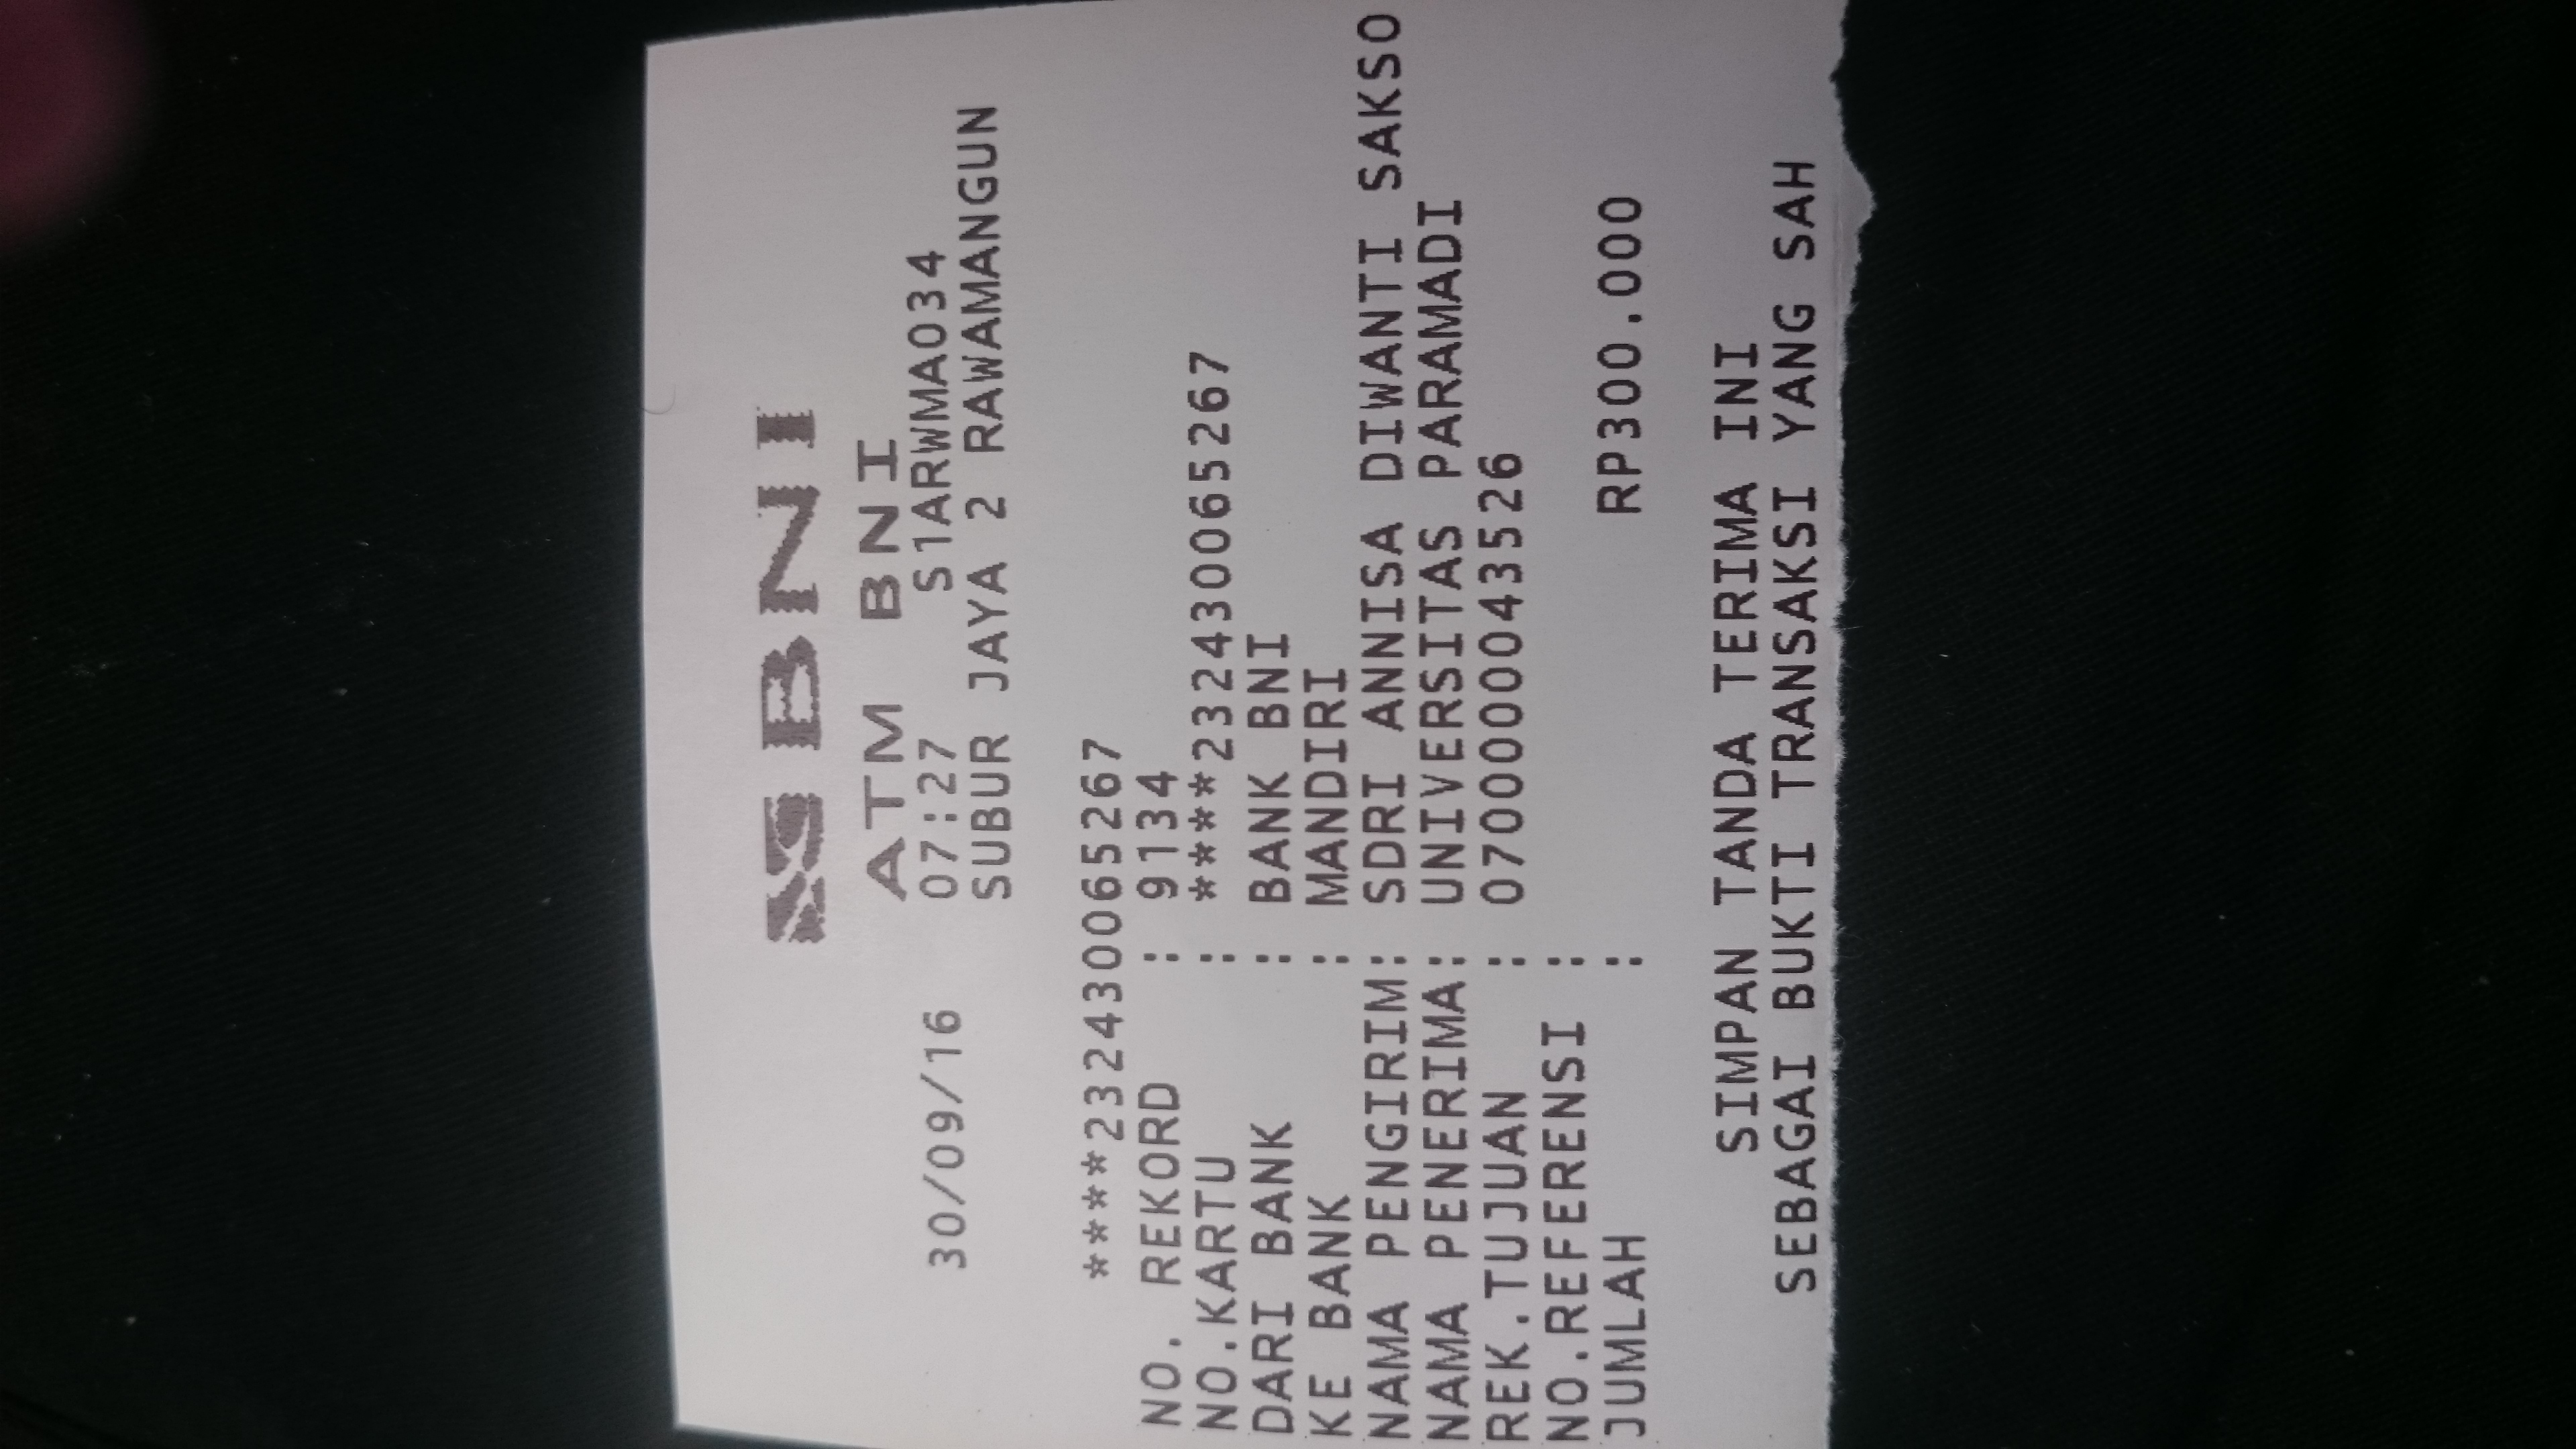 BNI
ATM BNI
30/09/16 07:27 S1ARWMA034
SUBUR JAYA 2 RAWAMANGUN
****232430065267
NO. REKORD : 9134
NO.KARTU : ****232430065267
DARI BANK : BANK BNI
KE BANK : MANDIRI
NAMA PENGIRIM: SDRI ANNISA DIWANTI SAKSO
NAMA PENERIMA: UNIVERSITAS PARAMADI
REK.TUJUAN : 0700000043526
NO.REFERENSI :
JUMLAH : RP300.000
SIMPAN TANDA TERIMA INI
SEBAGAI BUKTI TRANSAKSI YANG SAH